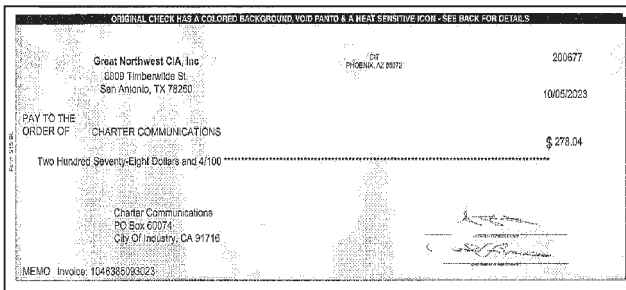 ORIGINAL CHECK HAS A COLORED BACKGROUND, VOID PANTO & A HEAT SENSITIVE ICON - SEE BACK FOR DETAILS
Great Northwest CIA, Inc
8809 Timberwilde St.
San Antonio, TX 78250
CIT
PHOENIX, AZ
200677
10/05/2023
PAY TO THE
ORDER OF CHARTER COMMUNICATIONS
$ 278.04
Two Hundred Seventy-Eight Dollars and 4/100 ****************************************
Charter Communications
PO Box 60074
City Of Industry, CA 91716
MEMO Invoice: 1046385093023